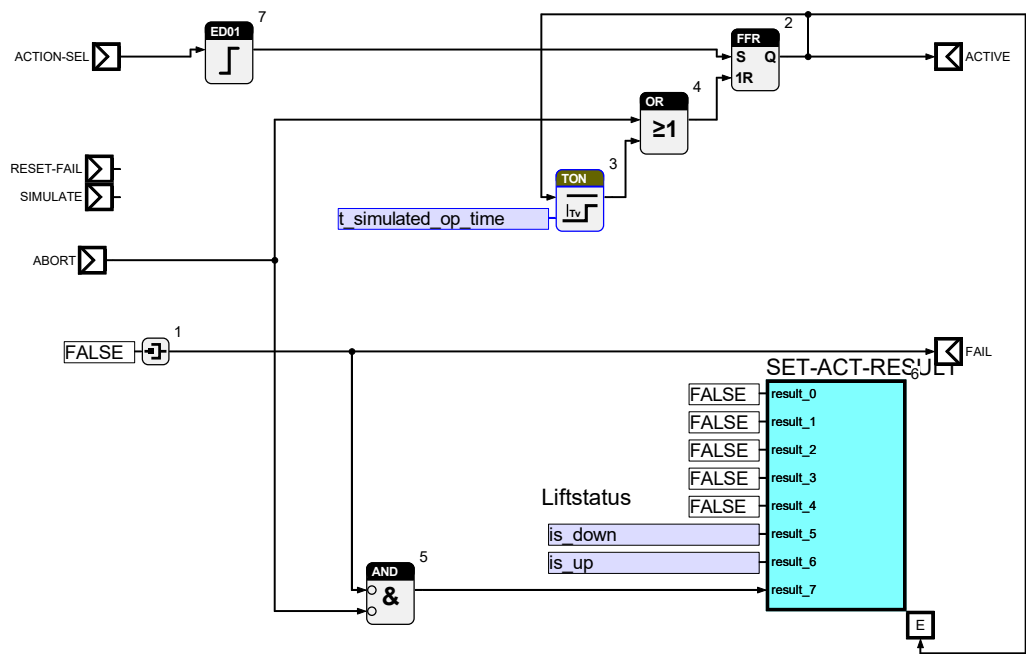 7
ED01
ACTION-SEL
2
FFR
S Q
1R
ACTIVE
4
OR
≥1
RESET-FAIL
SIMULATE
3
TON
Tv
t_simulated_op_time
ABORT
1
FALSE
FAIL
SET-ACT-RESULT
6
FALSE
result_0
FALSE
result_1
FALSE
result_2
FALSE
result_3
Liftstatus
FALSE
result_4
is_down
result_5
is_up
result_6
5
AND
&
result_7
E